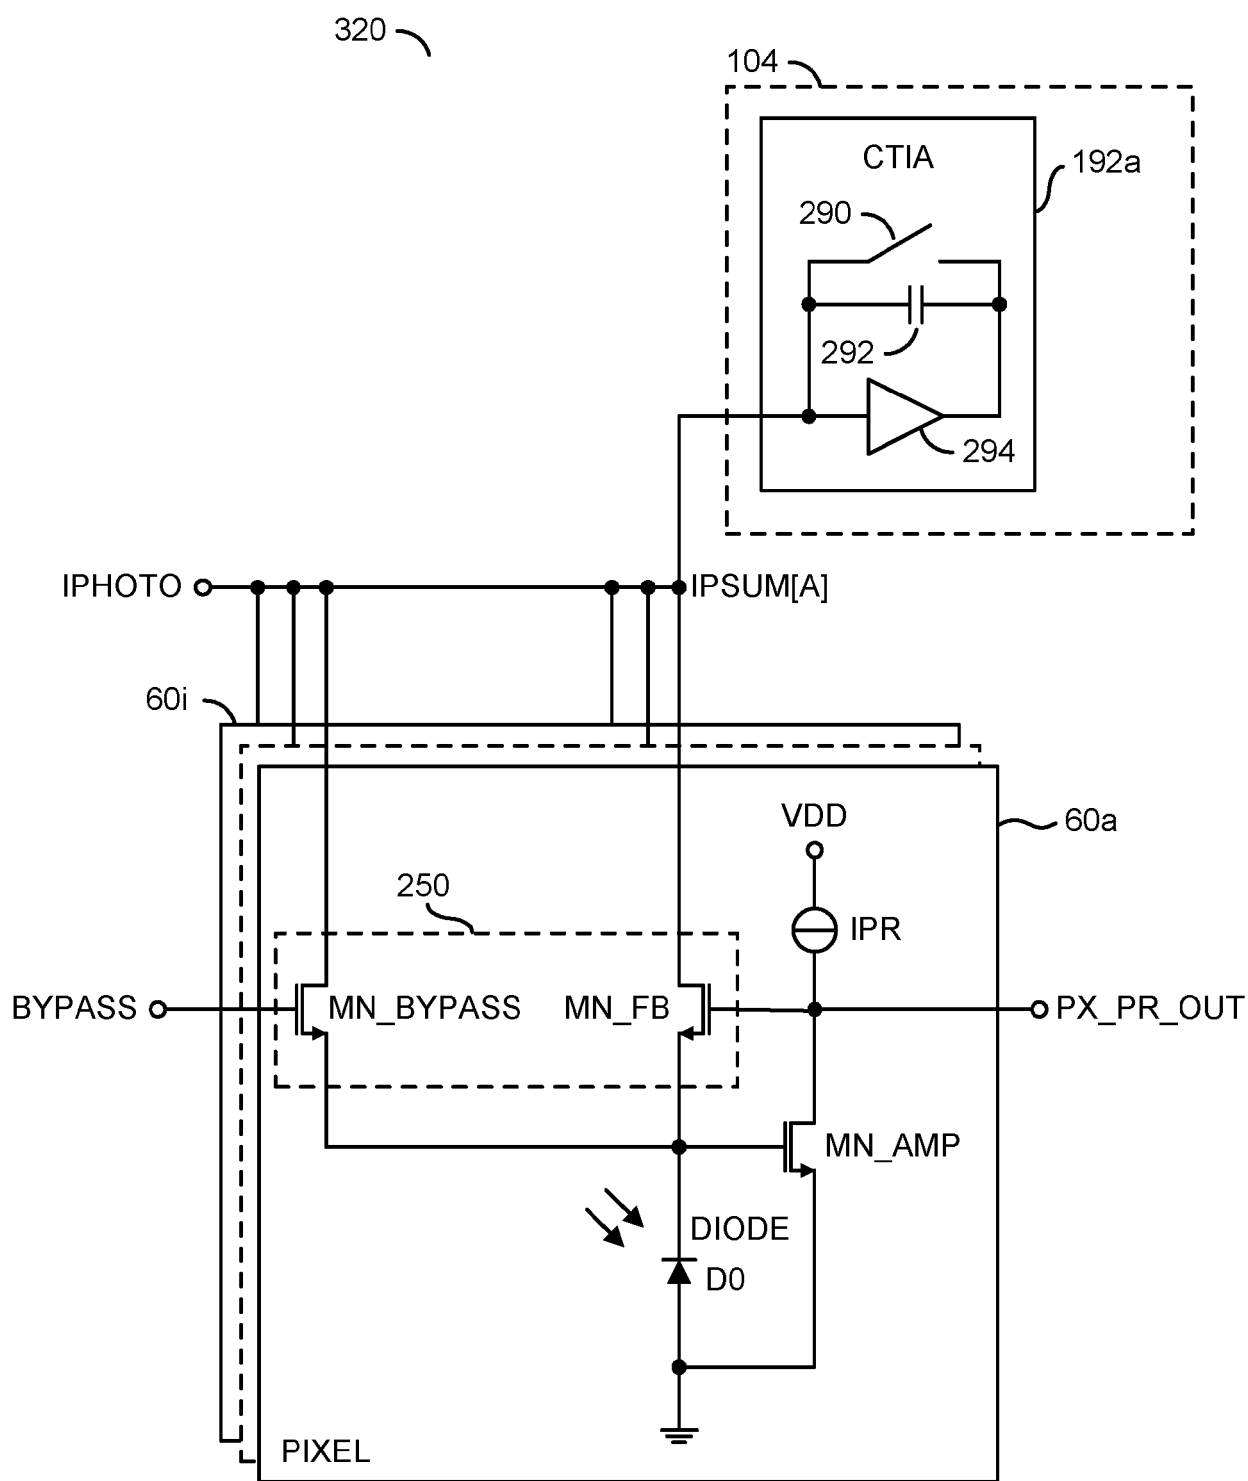 320
104
CTIA
192a
290
292
294
IPHOTO
IPSUM[A]
60i
VDD
60a
250
IPR
BYPASS
MN_BYPASS
MN_FB
PX_PR_OUT
MN_AMP
DIODE
D0
PIXEL